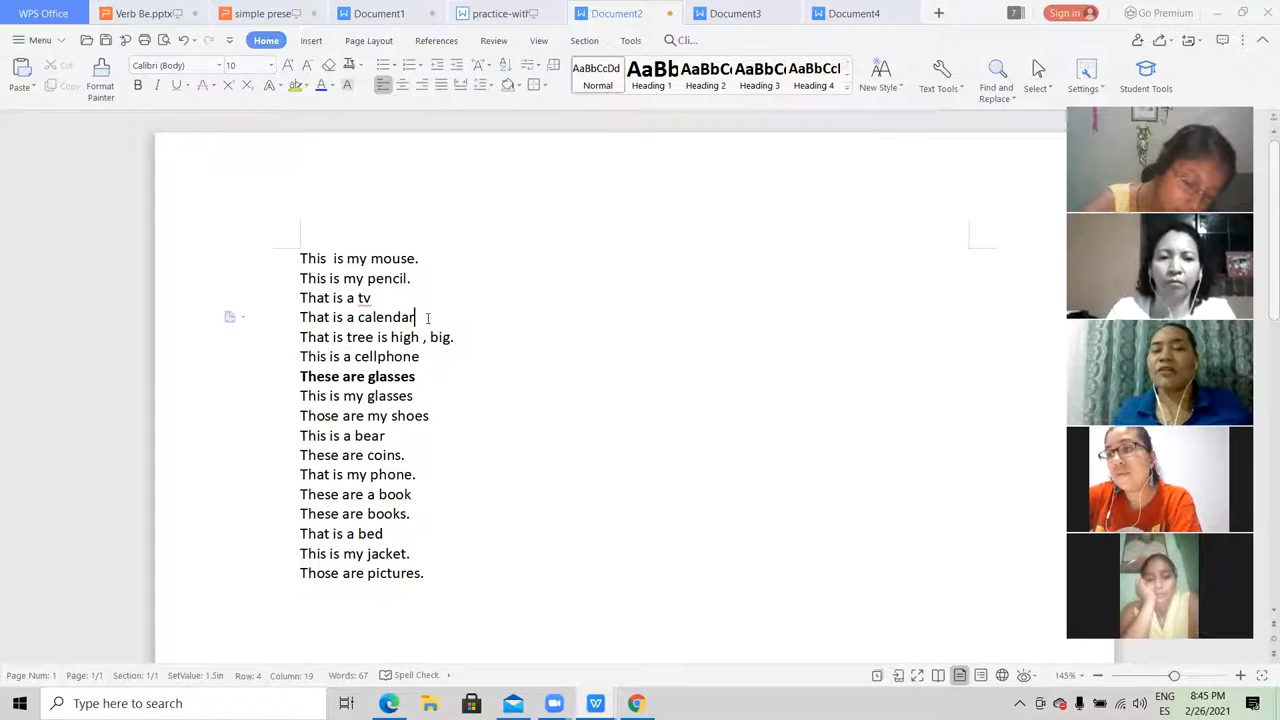 WPS Office Verb Be.pptx simple prese Document1 practice-with Document2 Document3 Document4 7 Sign in Go Premium
Menu Home Insert Page Layout References Review View Section Tools Cli...
Calibri (Body) 10 AaBbCcDd AaBb AaBbC AaBbC AaBbCcl
Paste Cut Copy Format Painter B I U A A A Normal Heading 1 Heading 2 Heading 3 Heading 4 New Style Text Tools Find and Replace Select Settings Student Tools
This is my mouse.
This is my pencil.
That is a tv
That is a calendar
That is tree is high , big.
This is a cellphone
These are glasses
This is my glasses
Those are my shoes
This is a bear
These are coins.
That is my phone.
These are a book
These are books.
That is a bed
This is my jacket.
Those are pictures.
Page Num: 1 Page: 1/1 Section: 1/1 Row: 4 Column: 19 Words: 67 Spell Check 145%
Type here to search ENG ES 8:45 PM 2/26/2021